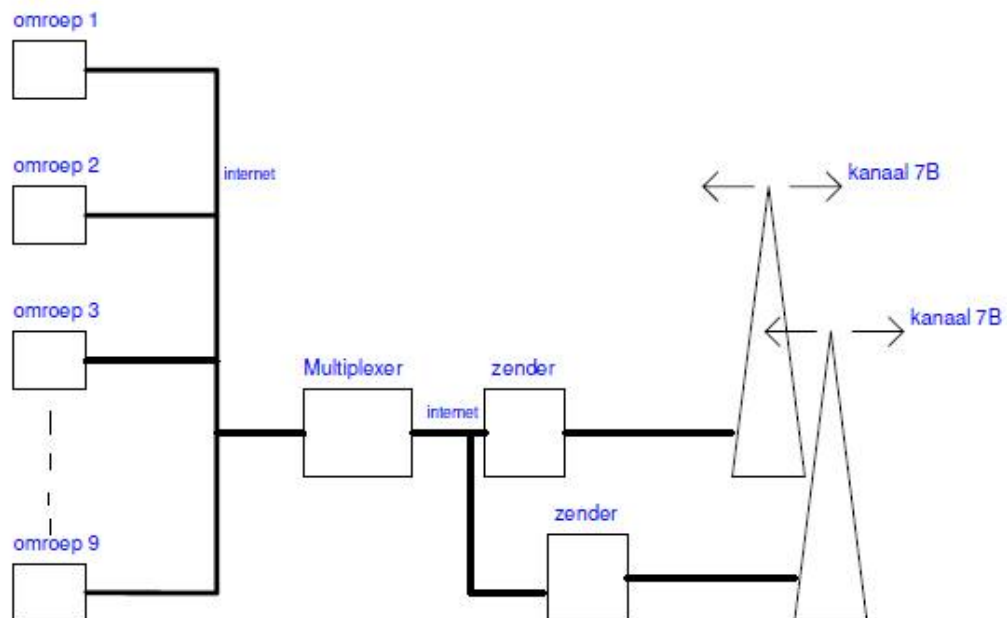 omroep 1
omroep 2
internet
kanaal 7B
omroep 3
kanaal 7B
Multiplexer
zender
internet
zender
omroep 9